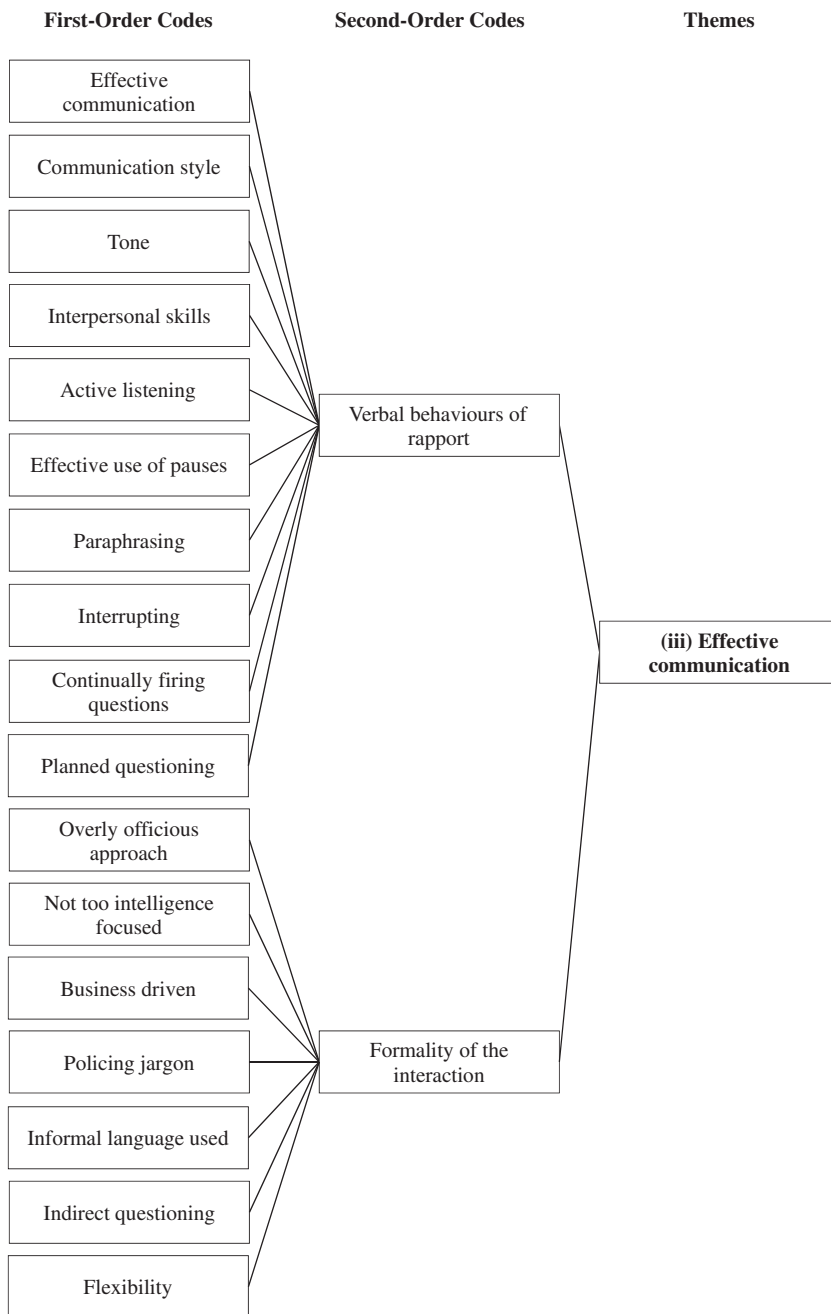 First-Order Codes
Second-Order Codes
Themes
Effective
communication
Communication style
Tone
Interpersonal skills
Active listening
Effective use of pauses
Paraphrasing
Interrupting
Continually firing
questions
Planned questioning
Overly officious
approach
Not too intelligence
focused
Business driven
Policing jargon
Informal language used
Indirect questioning
Flexibility
Verbal behaviours of
rapport
Formality of the
interaction
(iii) Effective
communication